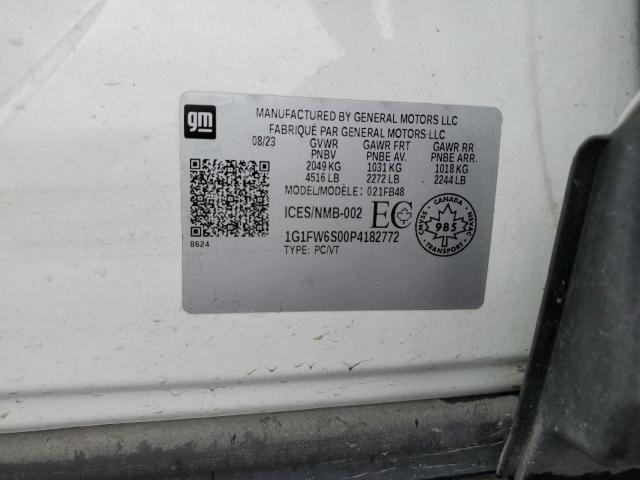 gm
MANUFACTURED BY GENERAL MOTORS LLC
FABRIQUÉ PAR GENERAL MOTORS LLC
08/23 GVWR GAWR FRT GAWR RR
PNBV PNBE AV. PNBE ARR.
2049 KG 1031 KG 1018 KG
4516 LB 2272 LB 2244 LB
MODEL/MODÈLE: 021FB48
ICES/NMB-002 EC
CANADA
CMVSS NSVAC
985
TRANSPORT
8624
1G1FW6S00P4182772
TYPE: PC/VT